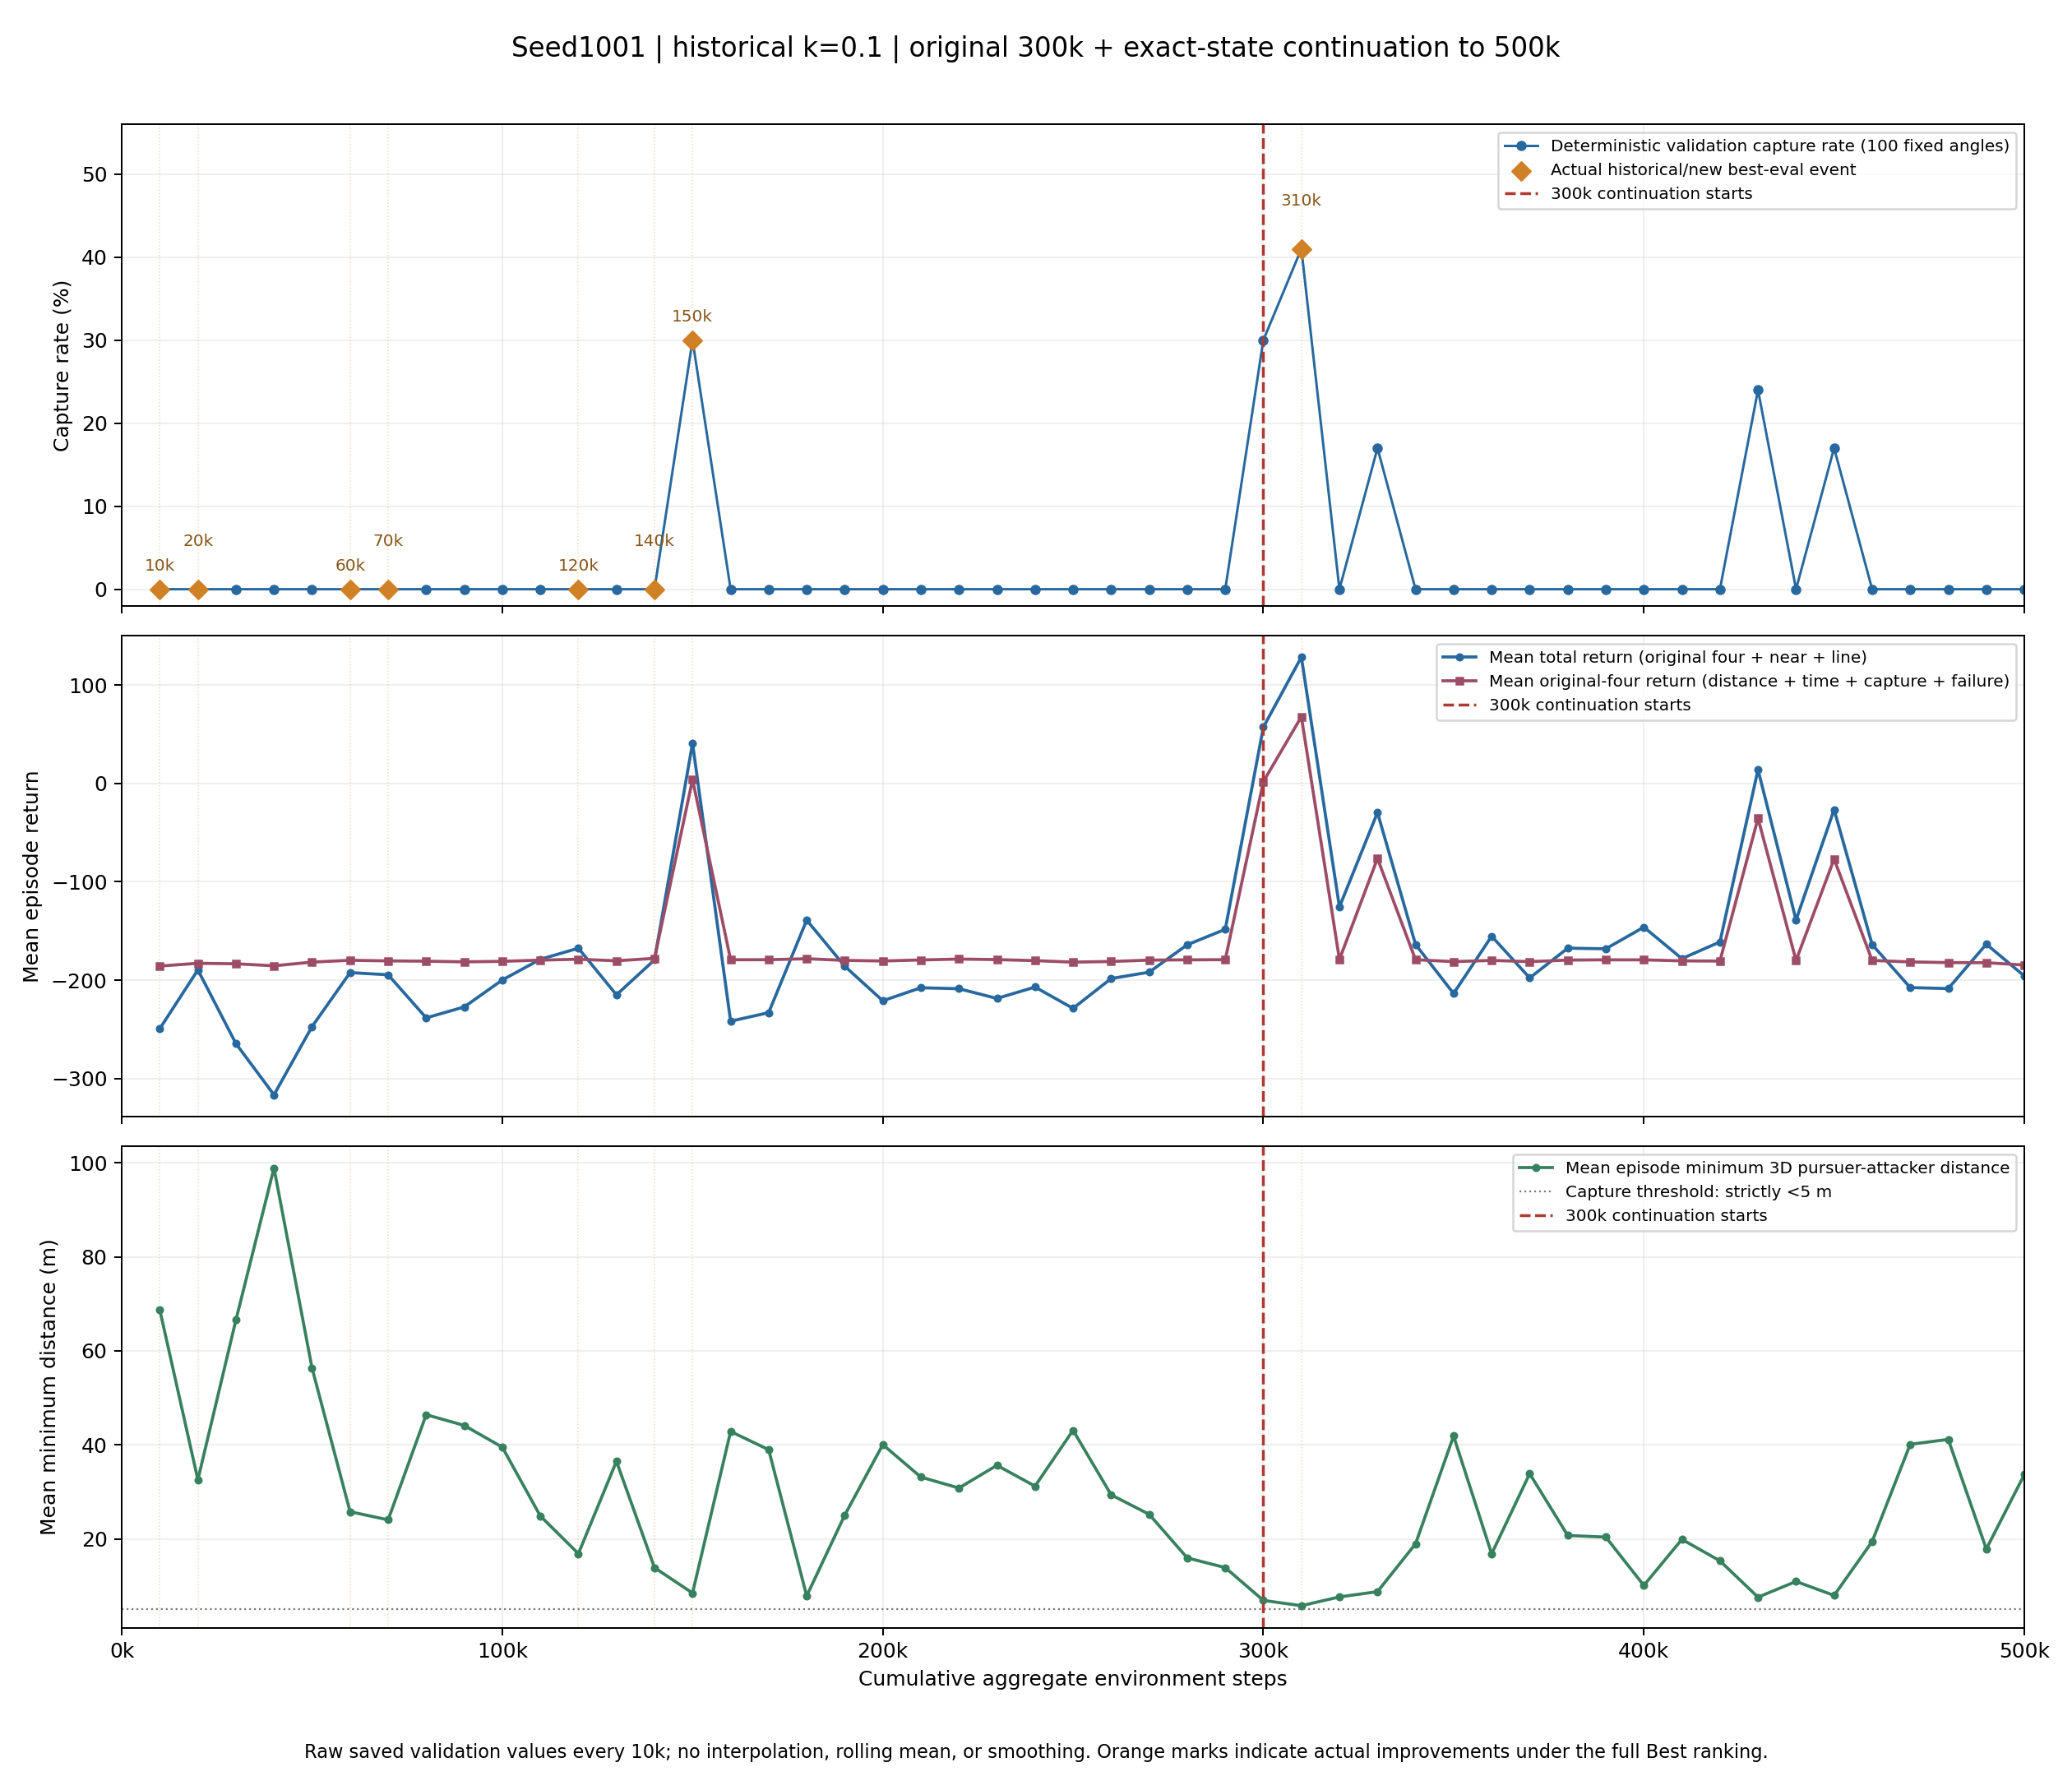 Seed1001 | historical k=0.1 | original 300k + exact-state continuation to 500k
Capture rate (%)
50
40
30
20
10
0
10k
20k
60k
70k
120k
140k
150k
310k
Deterministic validation capture rate (100 fixed angles)
Actual historical/new best-eval event
300k continuation starts
Mean episode return
100
0
−100
−200
−300
Mean total return (original four + near + line)
Mean original-four return (distance + time + capture + failure)
300k continuation starts
Mean minimum distance (m)
100
80
60
40
20
Mean episode minimum 3D pursuer-attacker distance
Capture threshold: strictly <5 m
300k continuation starts
0k
100k
200k
300k
400k
500k
Cumulative aggregate environment steps
Raw saved validation values every 10k; no interpolation, rolling mean, or smoothing. Orange marks indicate actual improvements under the full Best ranking.